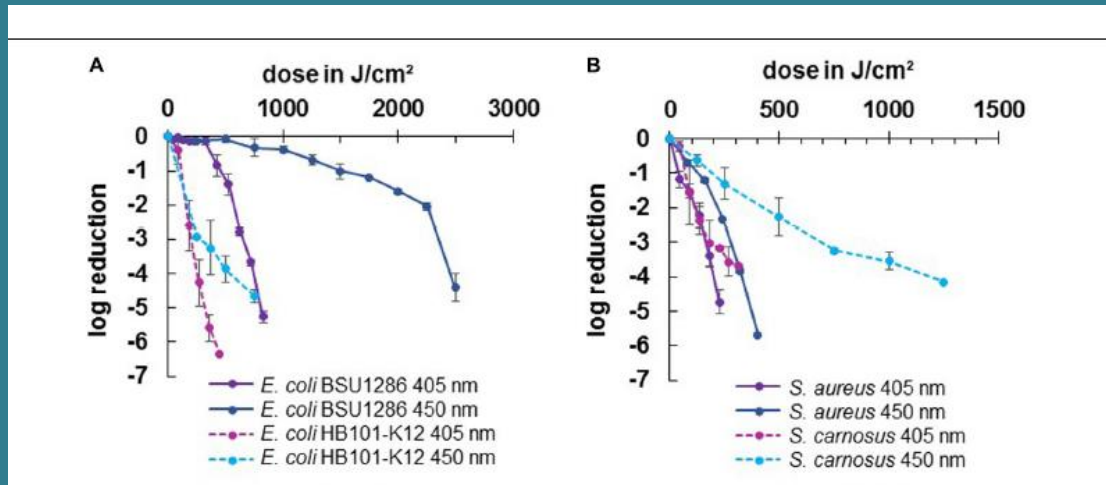 A
dose in J/cm²
0 1000 2000 3000
0
-1
-2
-3
-4
-5
-6
-7
log reduction
E. coli BSU1286 405 nm
E. coli BSU1286 450 nm
E. coli HB101-K12 405 nm
E. coli HB101-K12 450 nm
B
dose in J/cm²
0 500 1000 1500
0
-1
-2
-3
-4
-5
-6
-7
log reduction
S. aureus 405 nm
S. aureus 450 nm
S. carnosus 405 nm
S. carnosus 450 nm